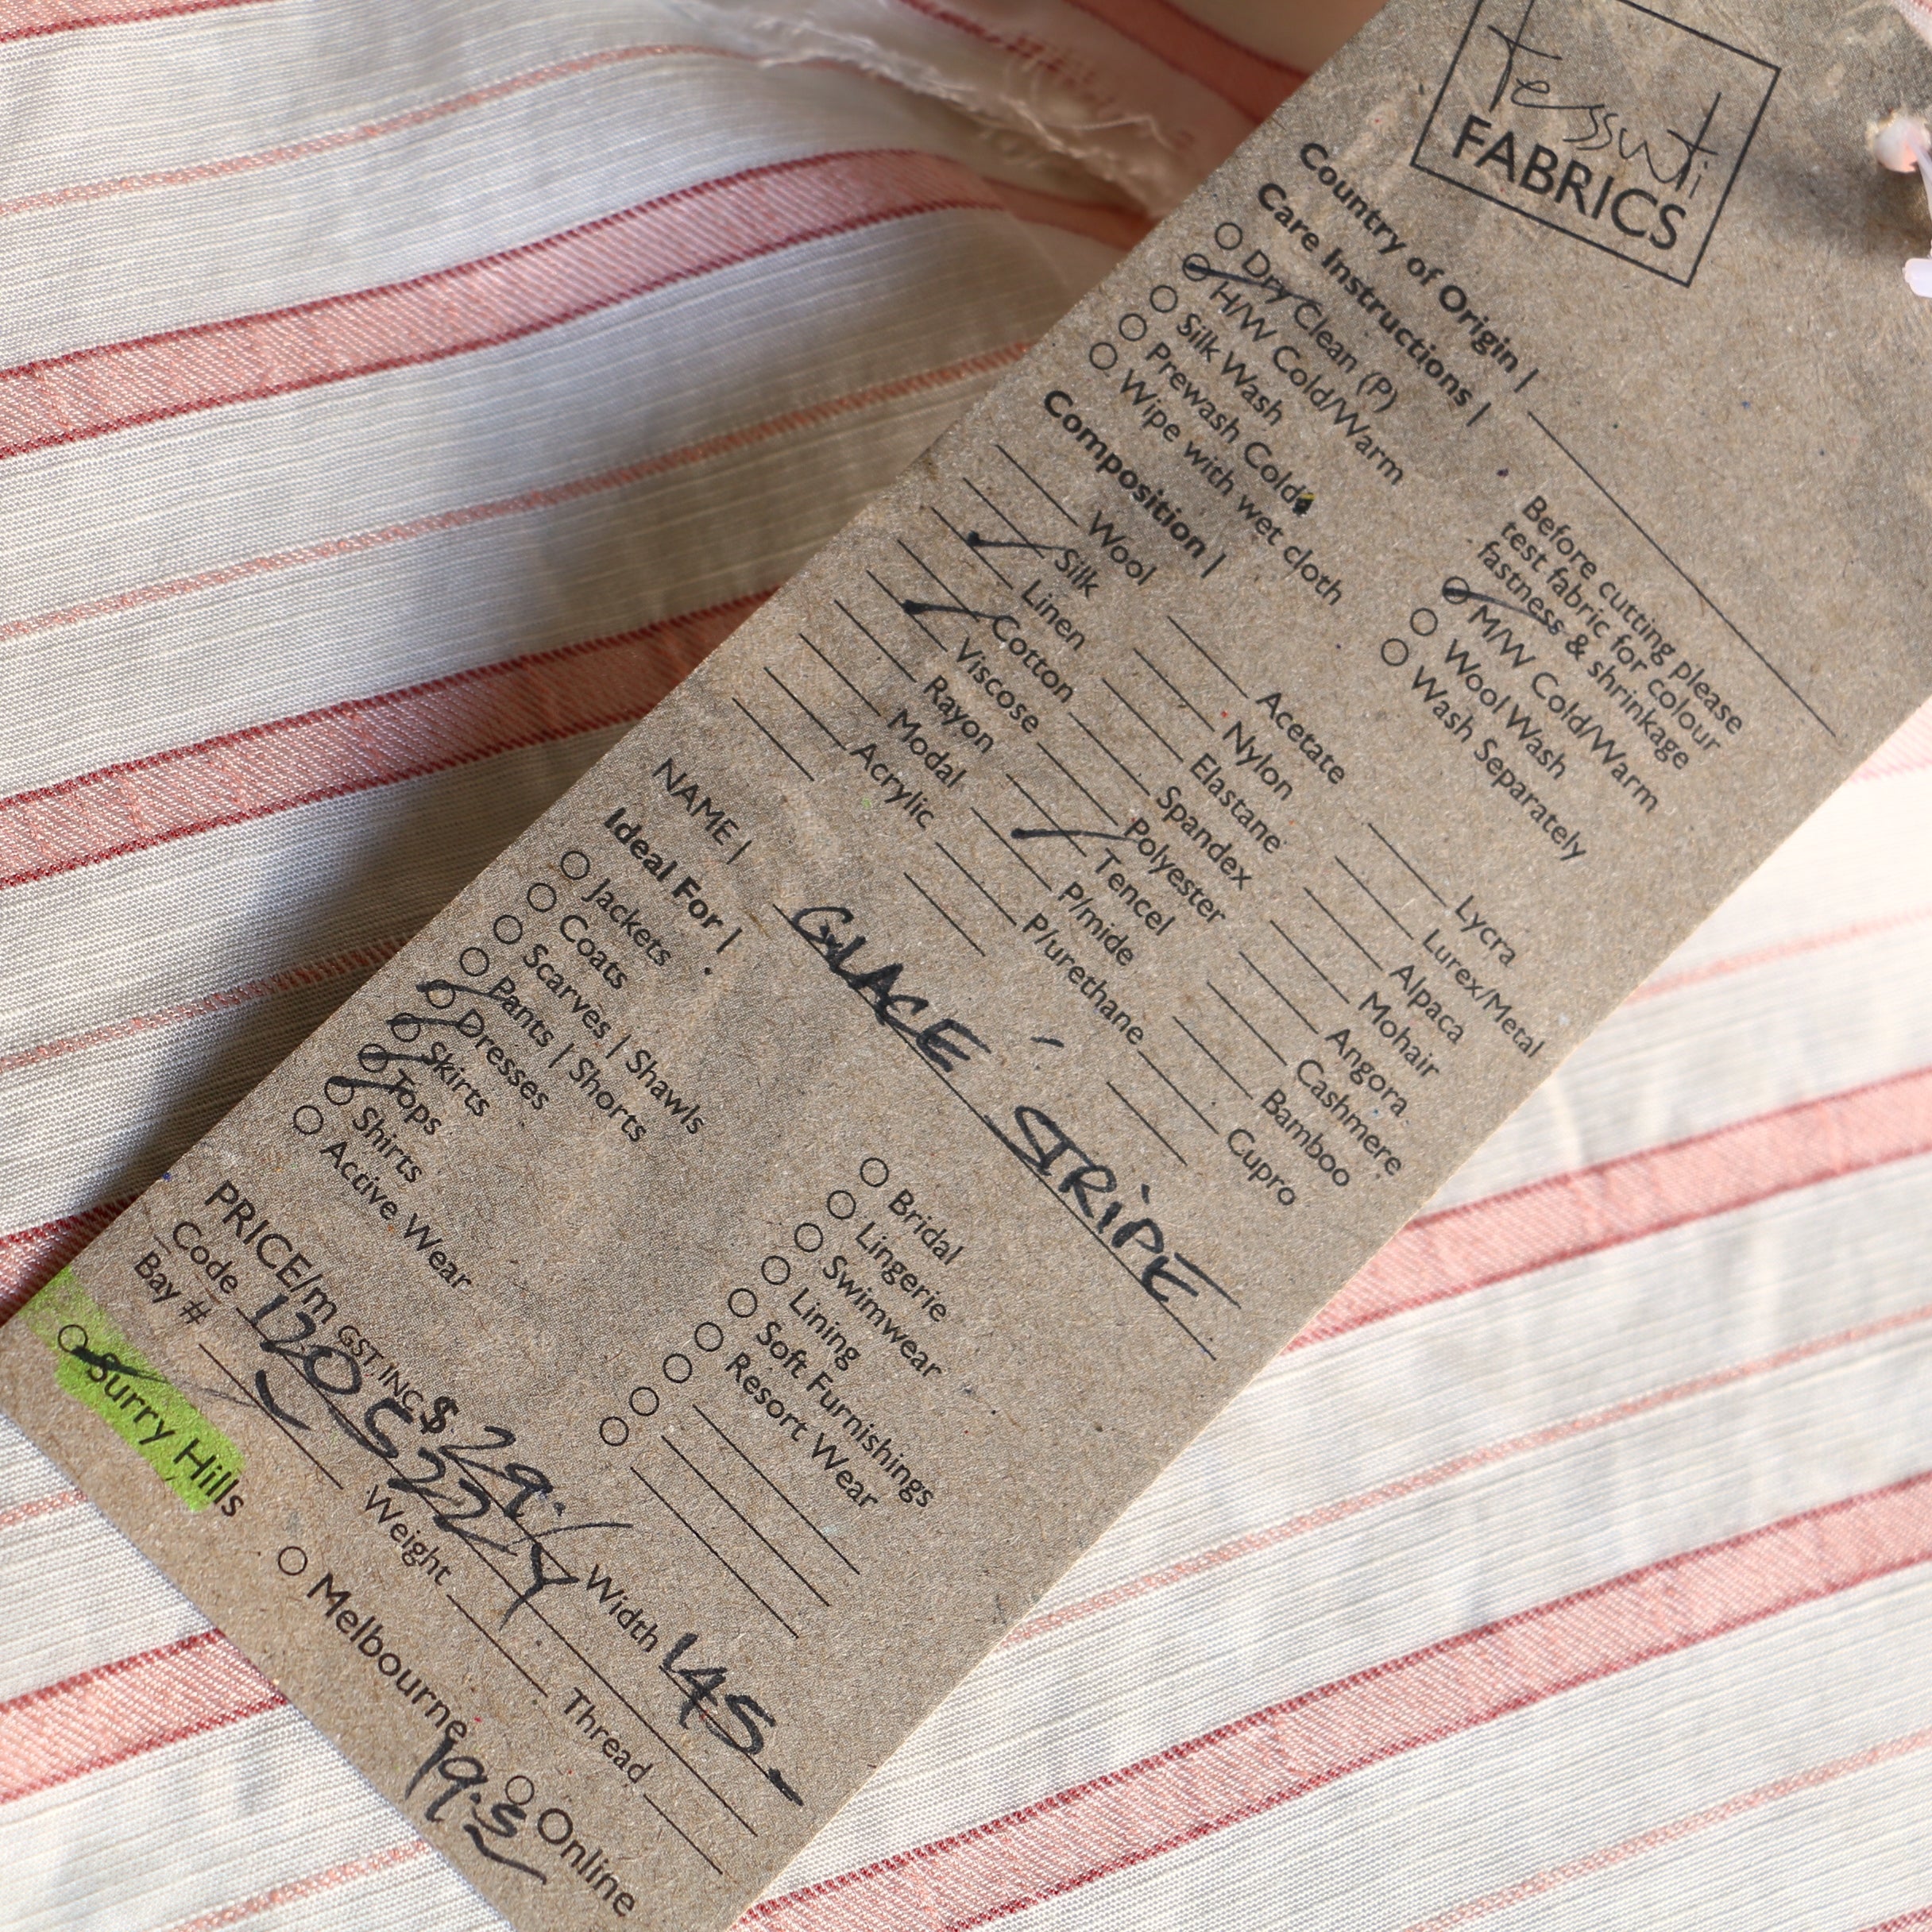 tessuti
FABRICS
Country of Origin |
Care Instructions |
Dry Clean (P)
H/W Cold/Warm
Silk Wash
Prewash Cold
Wipe with wet cloth
Before cutting please
test fabric for colour
fastness & shrinkage
M/W Cold/Warm
Wool Wash
Wash Separately
Composition |
Wool
Silk
Linen
Cotton
Viscose
Rayon
Modal
Acrylic
Acetate
Nylon
Elastane
Spandex
Polyester
Tencel
P/mide
P/urethane
Lycra
Lurex/Metal
Alpaca
Mohair
Angora
Cashmere
Bamboo
Cupro
NAME | GLACÉ STRIPE
Ideal For |
Jackets
Coats
Scarves | Shawls
Pants | Shorts
Dresses
Skirts
Tops
Shirts
Active Wear
Bridal
Lingerie
Swimwear
Lining
Soft Furnishings
Resort Wear
PRICE/m GST INC $ 29. Width 145
Code
Bay # Weight Thread
Surry Hills Melbourne Online
19.5